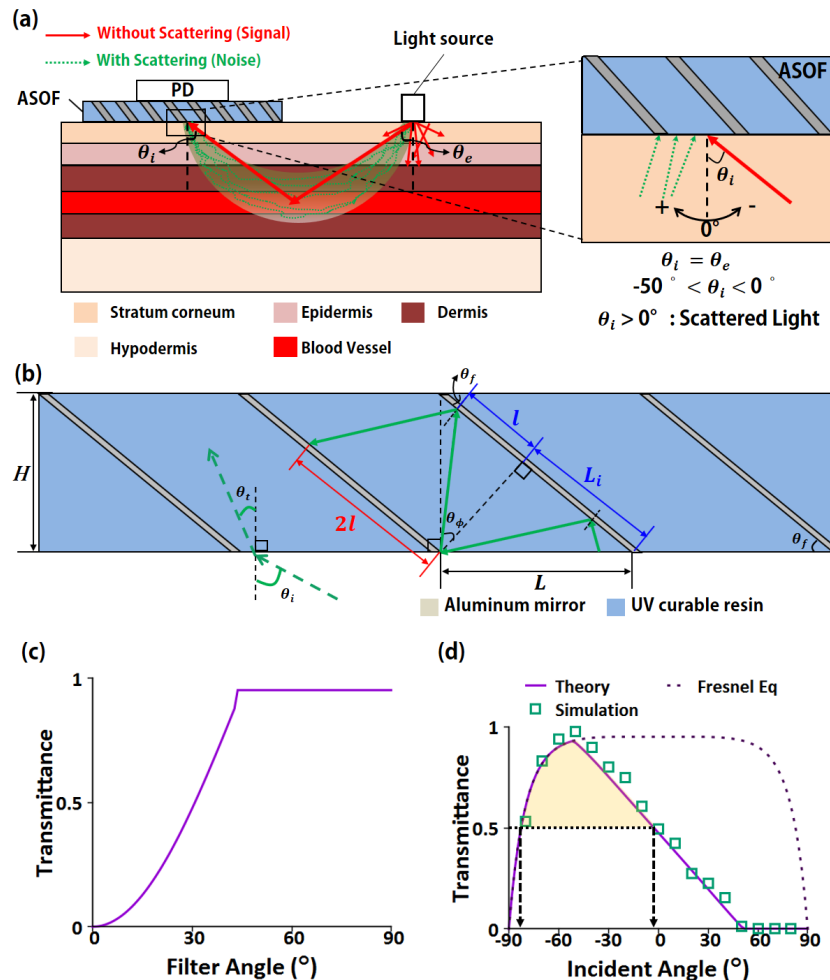 (a)
Without Scattering (Signal)
With Scattering (Noise)
Light source
PD
ASOF
ASOF
θi
θe
θi
+
0°
-
θi = θe
-50° < θi < 0°
θi > 0° : Scattered Light
Stratum corneum
Epidermis
Dermis
Hypodermis
Blood Vessel
(b)
θf
l
H
Li
θt
2l
θϕ
θf
L
θi
Aluminum mirror
UV curable resin
(c)
(d)
Theory
Fresnel Eq
Simulation
Transmittance
1
0.5
0
0
30
60
90
Filter Angle (°)
Transmittance
1
0.5
0
-90
-60
-30
0
30
60
90
Incident Angle (°)